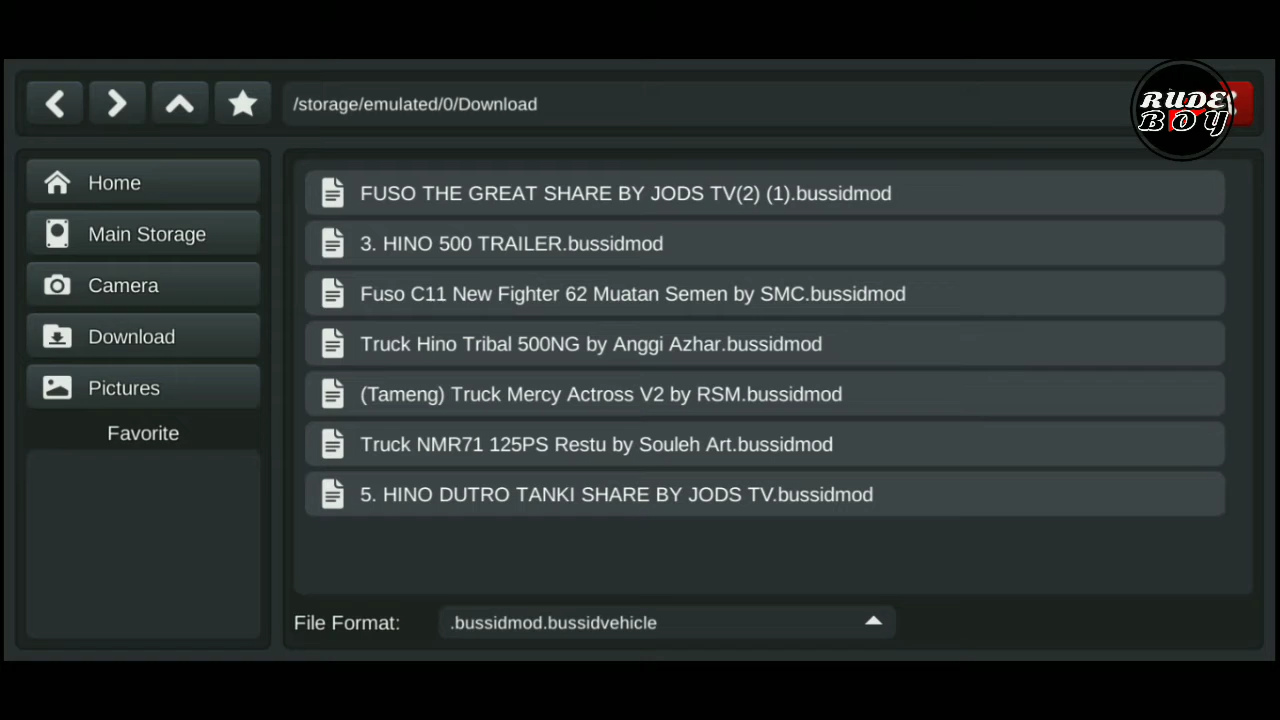 /storage/emulated/0/Download
RUDE
BOY
Home
Main Storage
Camera
Download
Pictures
Favorite
FUSO THE GREAT SHARE BY JODS TV(2) (1).bussidmod
3. HINO 500 TRAILER.bussidmod
Fuso C11 New Fighter 62 Muatan Semen by SMC.bussidmod
Truck Hino Tribal 500NG by Anggi Azhar.bussidmod
(Tameng) Truck Mercy Actross V2 by RSM.bussidmod
Truck NMR71 125PS Restu by Souleh Art.bussidmod
5. HINO DUTRO TANKI SHARE BY JODS TV.bussidmod
File Format: .bussidmod.bussidvehicle